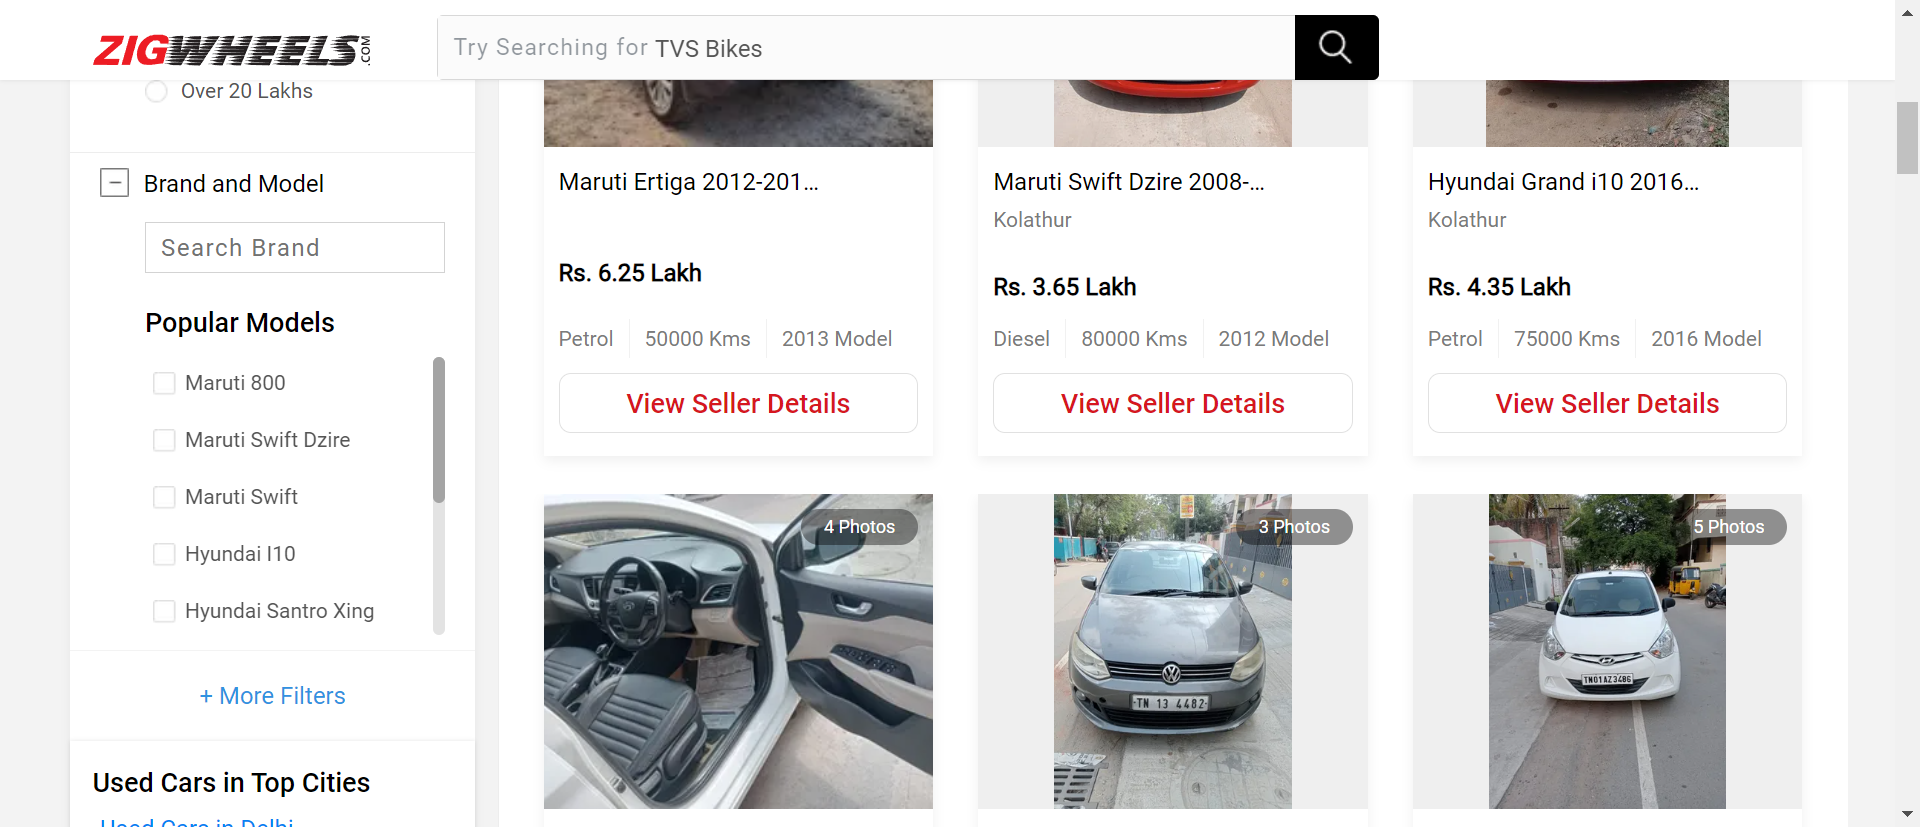 ZIGWHEELS.COM
Try Searching for TVS Bikes
Over 20 Lakhs
Brand and Model
Search Brand
Popular Models
Maruti 800
Maruti Swift Dzire
Maruti Swift
Hyundai I10
Hyundai Santro Xing
+ More Filters
Used Cars in Top Cities
Used Cars in Delhi
Maruti Ertiga 2012-201...
Rs. 6.25 Lakh
Petrol 50000 Kms 2013 Model
View Seller Details
Maruti Swift Dzire 2008-...
Kolathur
Rs. 3.65 Lakh
Diesel 80000 Kms 2012 Model
View Seller Details
Hyundai Grand i10 2016...
Kolathur
Rs. 4.35 Lakh
Petrol 75000 Kms 2016 Model
View Seller Details
4 Photos
3 Photos
TN 13 4482
5 Photos
TN01AZ3486